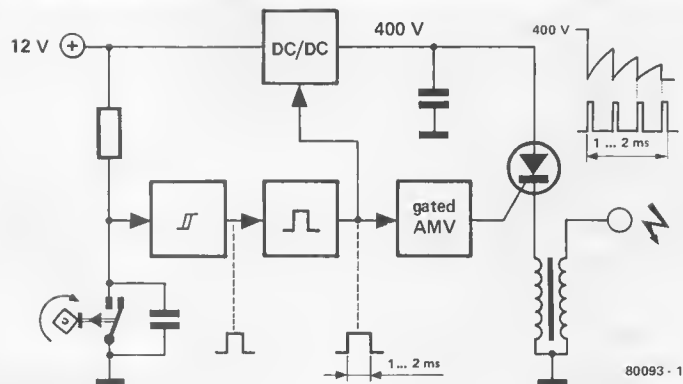 12 V
DC/DC
400 V
400 V
1 ... 2 ms
gated
AMV
1 ... 2 ms
80093 - 1